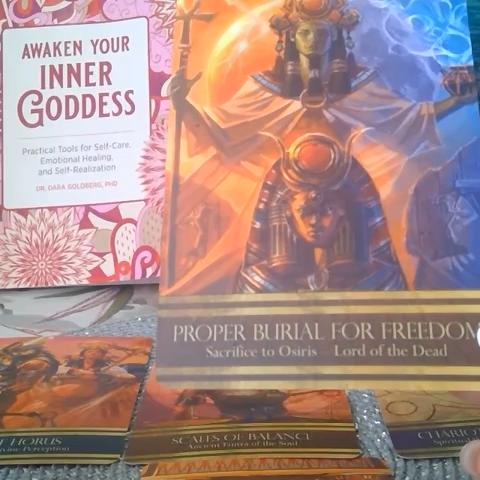 AWAKEN YOUR
INNER
GODDESS
Practical Tools for Self-Care,
Emotional Healing,
and Self-Realization
DR. DARA GOLDBERG, PHD
PROPER BURIAL FOR FREEDOM
Sacrifice to Osiris Lord of the Dead
HORUS
Perception
SCALES OF BALANCE
Ancient Tantra of the Soul
CHARIOT
Spiritual